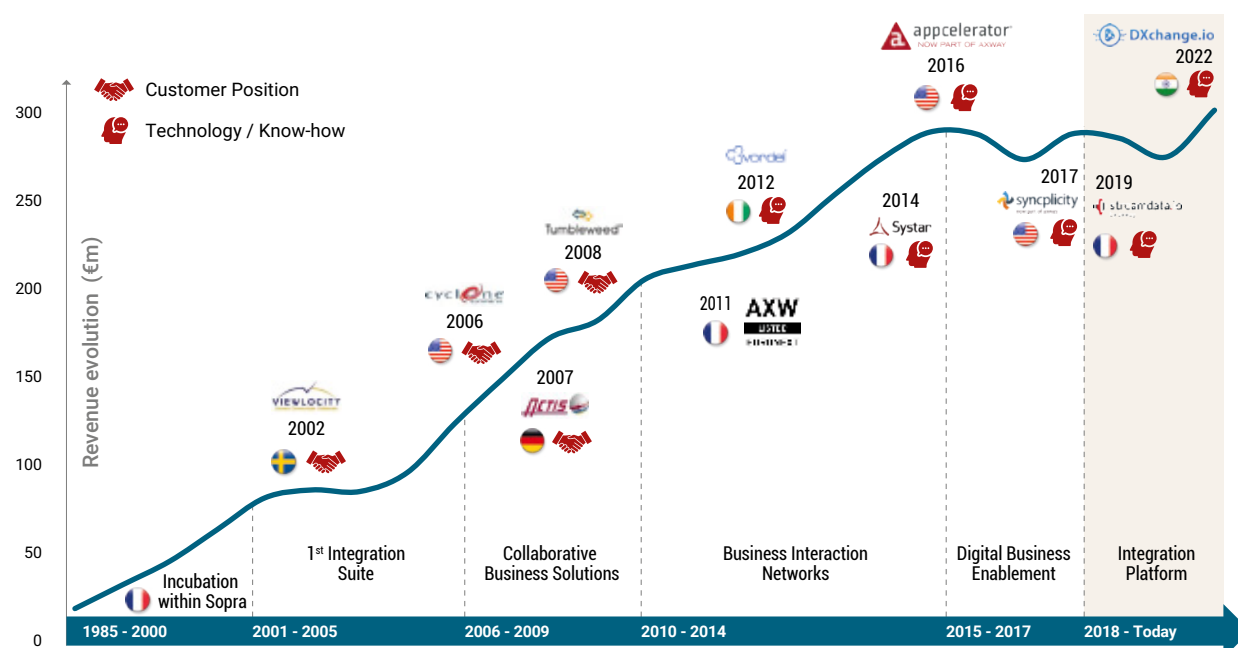 appcelerator
NOW PART OF AXWAY
2016
DXchange.io
2022
Customer Position
Technology / Know-how
Revenue evolution (€m)
300
250
200
150
100
50
0
vordel
2012
2014
Systar
2017
syncplicity
2019
streamdata.io
Tumbleweed
2008
cyclone
2006
2011
AXW
LISTED
EURONEXT
2007
ACTIS
VIEWLOCITY
2002
Incubation
within Sopra
1st Integration
Suite
Collaborative
Business Solutions
Business Interaction
Networks
Digital Business
Enablement
Integration
Platform
1985 - 2000
2001 - 2005
2006 - 2009
2010 - 2014
2015 - 2017
2018 - Today